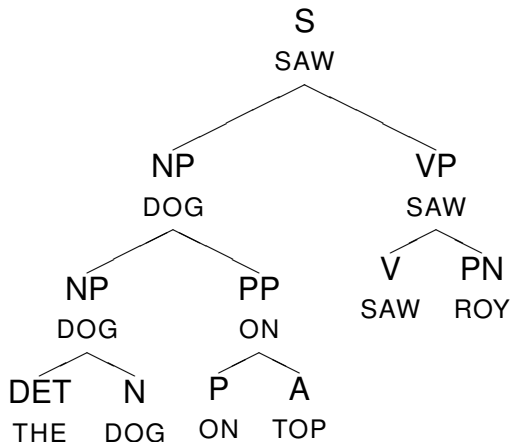 S
SAW
NP VP
DOG SAW
NP PP V PN
DOG ON SAW ROY
DET N P A
THE DOG ON TOP